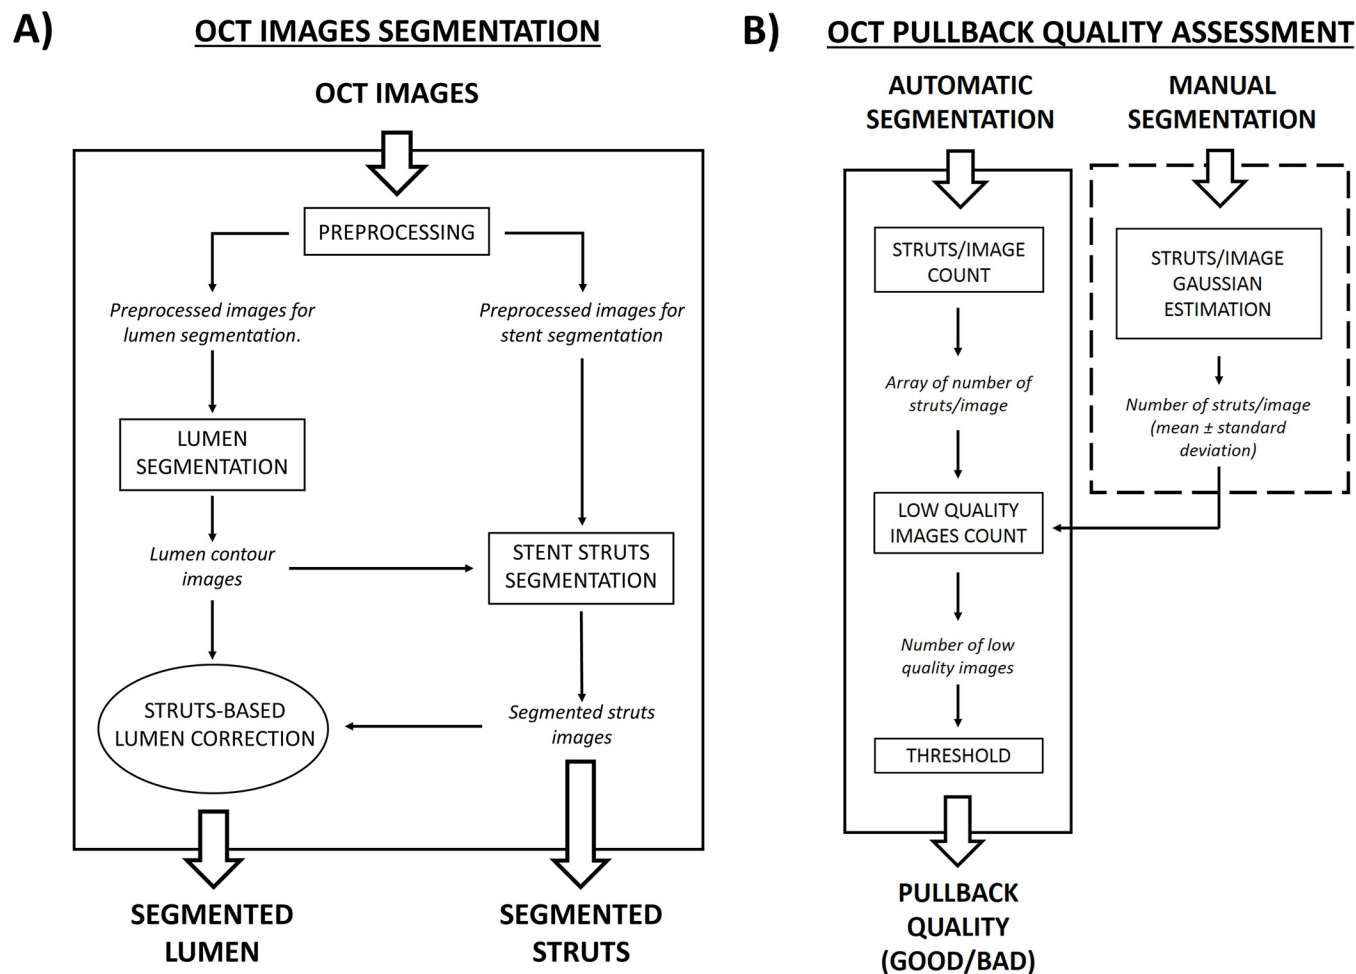 A)
OCT IMAGES SEGMENTATION
OCT IMAGES
PREPROCESSING
Preprocessed images for
lumen segmentation.
Preprocessed images for
stent segmentation
LUMEN
SEGMENTATION
Lumen contour
images
STENT STRUTS
SEGMENTATION
STRUTS-BASED
LUMEN CORRECTION
Segmented struts
images
SEGMENTED
LUMEN
SEGMENTED
STRUTS
B)
OCT PULLBACK QUALITY ASSESSMENT
AUTOMATIC
SEGMENTATION
MANUAL
SEGMENTATION
STRUTS/IMAGE
COUNT
STRUTS/IMAGE
GAUSSIAN
ESTIMATION
Array of number of
struts/image
Number of struts/image
(mean ± standard
deviation)
LOW QUALITY
IMAGES COUNT
Number of low
quality images
THRESHOLD
PULLBACK
QUALITY
(GOOD/BAD)